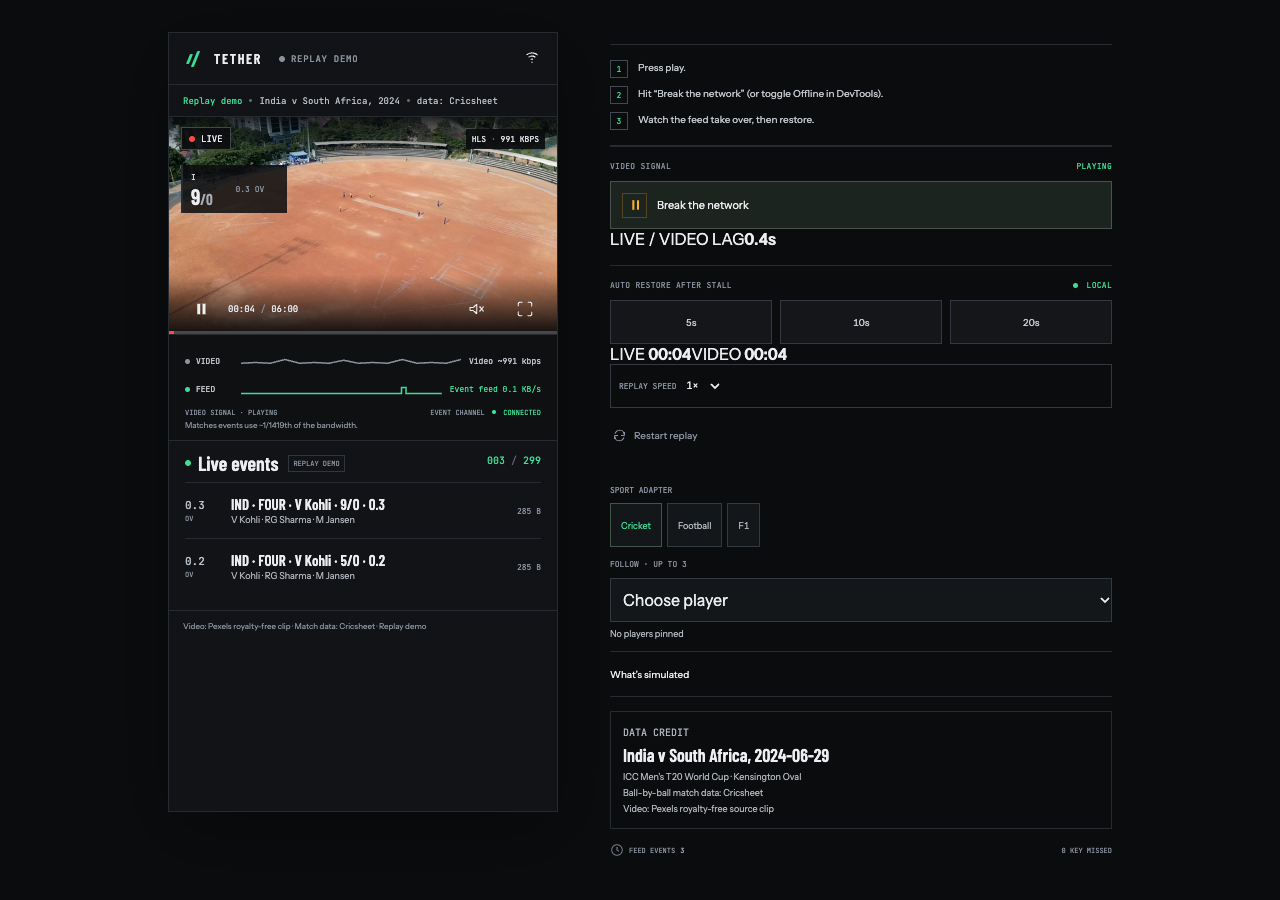 // TETHER ● REPLAY DEMO
Replay demo • India v South Africa, 2024 • data: Cricsheet
● LIVE
HLS · 991 KBPS
I
9/0 0.3 OV
00:04 / 06:00
● VIDEO Video ~991 kbps
● FEED Event feed 0.1 KB/s
VIDEO SIGNAL · PLAYING EVENT CHANNEL ● CONNECTED
Matches events use ~1/1419th of the bandwidth.
● Live events REPLAY DEMO 003 / 299
0.3 OV
IND · FOUR · V Kohli · 9/0 · 0.3
V Kohli · RG Sharma · M Jansen
285 B
0.2 OV
IND · FOUR · V Kohli · 5/0 · 0.2
V Kohli · RG Sharma · M Jansen
285 B
Video: Pexels royalty-free clip · Match data: Cricsheet · Replay demo
1 Press play.
2 Hit “Break the network” (or toggle Offline in DevTools).
3 Watch the feed take over, then restore.
VIDEO SIGNAL PLAYING
Break the network
LIVE / VIDEO LAG0.4s
AUTO RESTORE AFTER STALL ● LOCAL
5s 10s 20s
LIVE 00:04VIDEO 00:04
REPLAY SPEED 1×
Restart replay
SPORT ADAPTER
Cricket Football F1
FOLLOW · UP TO 3
Choose player
No players pinned
What's simulated
DATA CREDIT
India v South Africa, 2024-06-29
ICC Men's T20 World Cup · Kensington Oval
Ball-by-ball match data: Cricsheet
Video: Pexels royalty-free source clip
FEED EVENTS 3 0 KEY MISSED